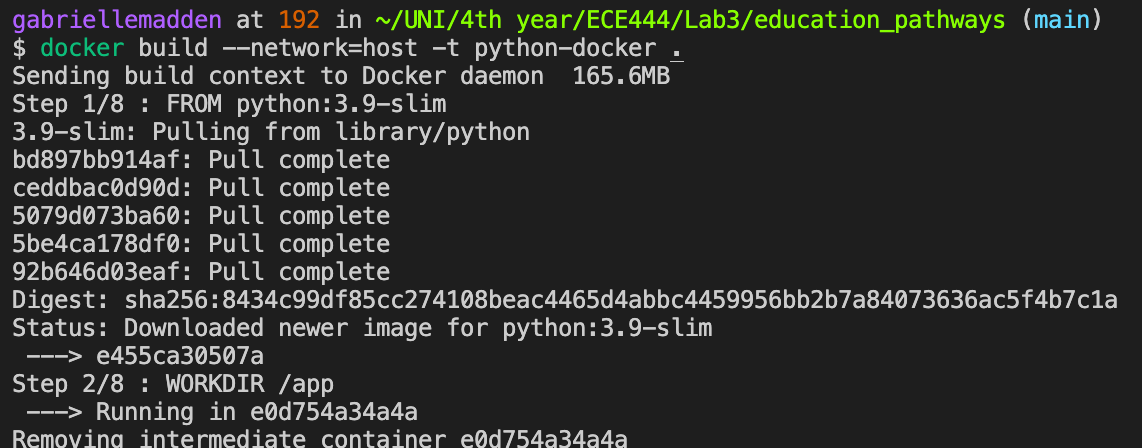 gabriellemadden at 192 in ~/UNI/4th year/ECE444/Lab3/education_pathways (main)
$ docker build --network=host -t python-docker .
Sending build context to Docker daemon  165.6MB
Step 1/8 : FROM python:3.9-slim
3.9-slim: Pulling from library/python
bd897bb914af: Pull complete
ceddbac0d90d: Pull complete
5079d073ba60: Pull complete
5be4ca178df0: Pull complete
92b646d03eaf: Pull complete
Digest: sha256:8434c99df85cc274108beac4465d4abbc4459956bb2b7a84073636ac5f4b7c1a
Status: Downloaded newer image for python:3.9-slim
 ---> e455ca30507a
Step 2/8 : WORKDIR /app
 ---> Running in e0d754a34a4a
Removing intermediate container e0d754a34a4a